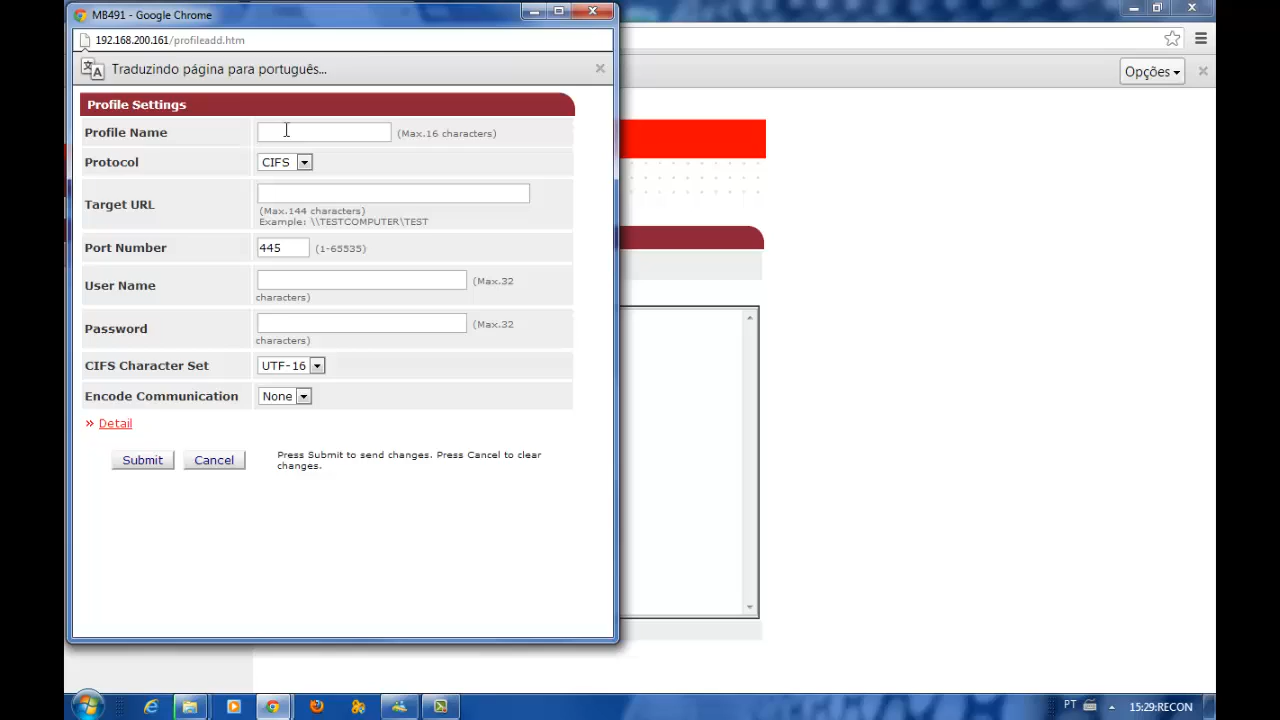 MB491 - Google Chrome
192.168.200.161/profileadd.htm
Traduzindo página para português...
Opções
Profile Settings
Profile Name (Max.16 characters)
Protocol CIFS
Target URL
(Max.144 characters)
Example: \\TESTCOMPUTER\TEST
Port Number 445 (1-65535)
User Name (Max.32
characters)
Password (Max.32
characters)
CIFS Character Set UTF-16
Encode Communication None
» Detail
Submit Cancel Press Submit to send changes. Press Cancel to clear
changes.
PT 15:29:RECON